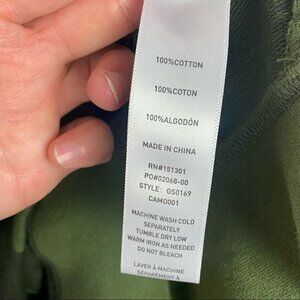 100%COTTON
100%COTON
100%ALGODÓN
MADE IN CHINA
RN#151301
PO#02068-00
STYLE: GS0169
CAMO001
MACHINE WASH COLD
SEPARATELY
TUMBLE DRY LOW
WARM IRON AS NEEDED
DO NOT BLEACH
LAVER À MACHINE
SÉPARÉMENT À